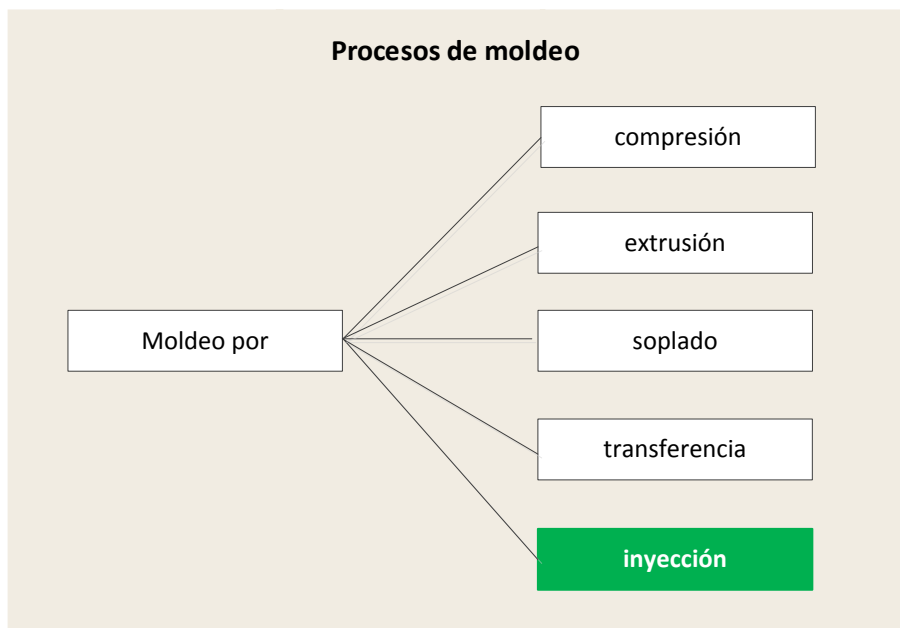 Procesos de moldeo
compresión
extrusión
Moldeo por
soplado
transferencia
inyección